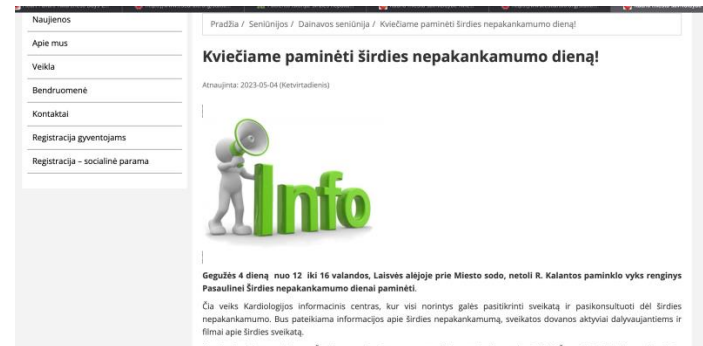 Naujienos
Apie mus
Veikla
Bendruomenė
Kontaktai
Registracija gyventojams
Registracija – socialinė parama
Pradžia / Seniūnijos / Dainavos seniūnija / Kviečiame paminėti širdies nepakankamumo dieną!
Kviečiame paminėti širdies nepakankamumo dieną!
Atnaujinta: 2023-05-04 (Ketvirtadienis)
Info
Gegužės 4 dieną nuo 12 iki 16 valandos, Laisvės alėjoje prie Miesto sodo, netoli R. Kalantos paminklo vyks renginys
Pasaulinei Širdies nepakankamumo dienai paminėti.
Čia veiks Kardiologijos informacinis centras, kur visi norintys galės pasitikrinti sveikatą ir pasikonsultuoti dėl širdies
nepakankamumo. Bus pateikiama informacijos apie širdies nepakankamumą, sveikatos dovanos aktyviai dalyvaujantiems ir
filmai apie širdies sveikatą.